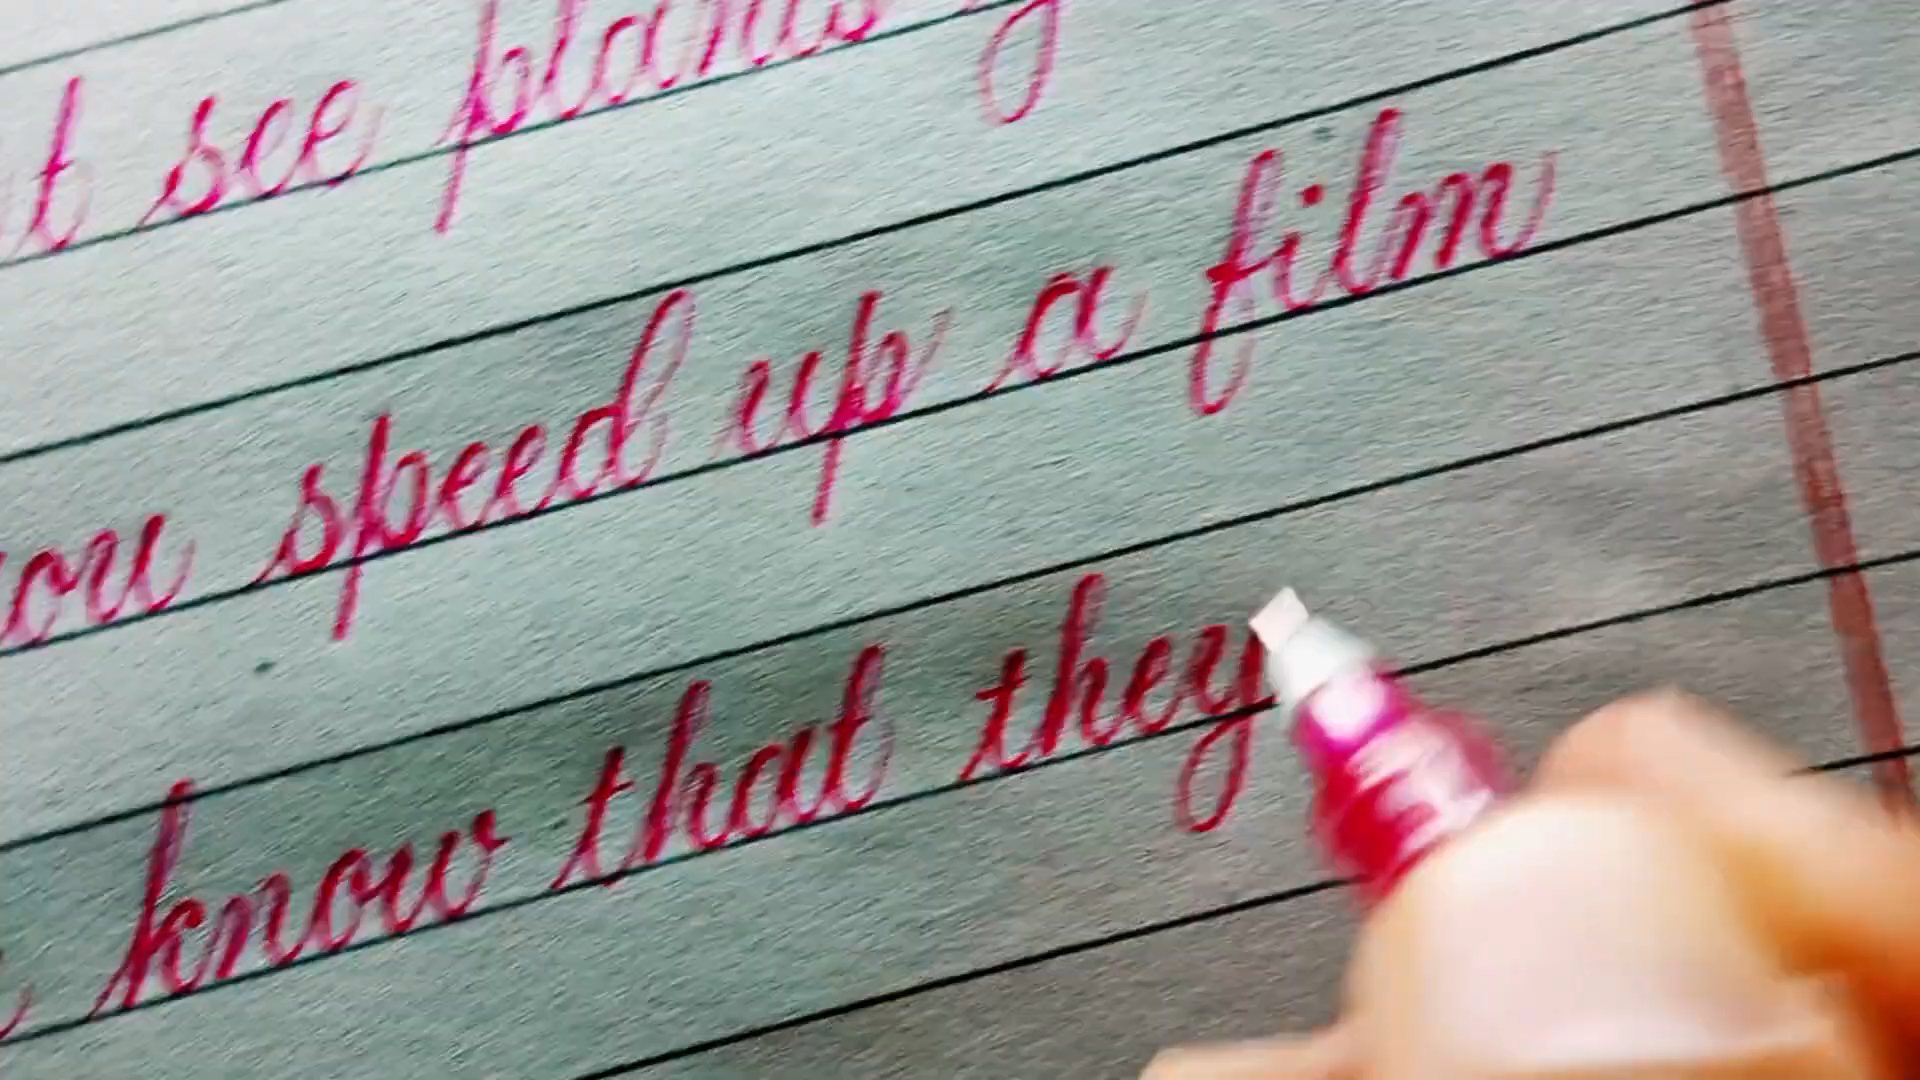 see plants
speed up a film
know that they